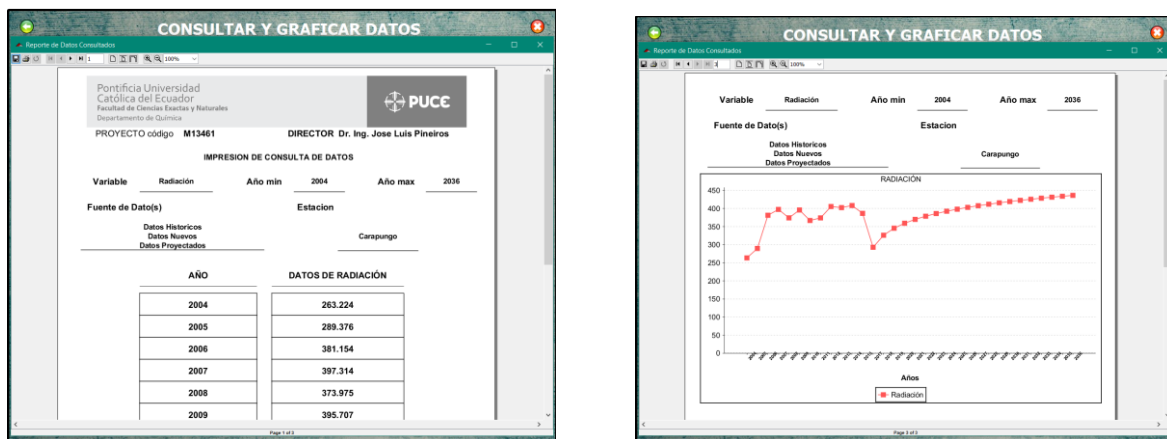 CONSULTAR Y GRAFICAR DATOS
Reporte de Datos Consultados
1
100%
Pontificia Universidad
Católica del Ecuador
Facultad de Ciencias Exactas y Naturales
Departamento de Química
PUCE
PROYECTO código M13461 DIRECTOR Dr. Ing. Jose Luis Pineiros
IMPRESION DE CONSULTA DE DATOS
Variable Radiación Año min 2004 Año max 2036
Fuente de Dato(s) Estacion
Datos Historicos
Datos Nuevos
Datos Proyectados
Carapungo
AÑO DATOS DE RADIACIÓN
2004 263.224
2005 289.376
2006 381.154
2007 397.314
2008 373.975
2009 395.707
Page 1 of 3
CONSULTAR Y GRAFICAR DATOS
Reporte de Datos Consultados
3
100%
Variable Radiación Año min 2004 Año max 2036
Fuente de Dato(s) Estacion
Datos Historicos
Datos Nuevos
Datos Proyectados
Carapungo
RADIACIÓN
450
400
350
300
250
200
150
100
50
0
Años
Radiación
Page 3 of 3